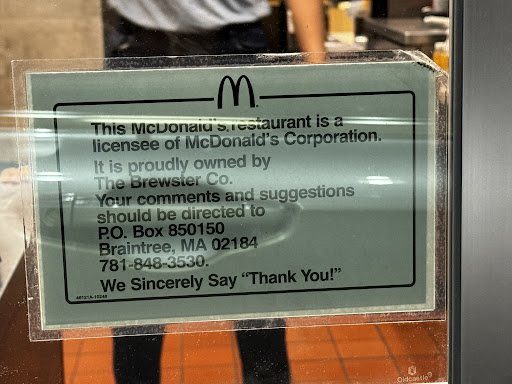 This McDonald's restaurant is a
licensee of McDonald's Corporation.
It is proudly owned by
The Brewster Co.
Your comments and suggestions
should be directed to
P.O. Box 850150
Braintree, MA 02184
781-848-3530.
We Sincerely Say "Thank You!"
Oldcastle